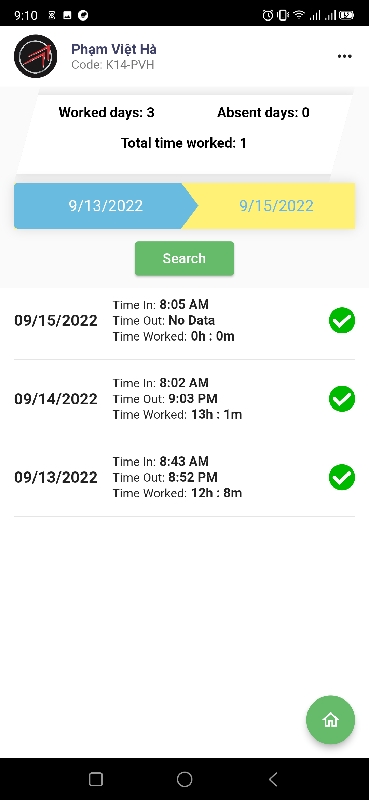 9:10
Phạm Việt Hà
Code: K14-PVH
Worked days: 3 Absent days: 0
Total time worked: 1
9/13/2022 9/15/2022
Search
Time In: 8:05 AM
09/15/2022 Time Out: No Data
Time Worked: 0h : 0m
Time In: 8:02 AM
09/14/2022 Time Out: 9:03 PM
Time Worked: 13h : 1m
Time In: 8:43 AM
09/13/2022 Time Out: 8:52 PM
Time Worked: 12h : 8m